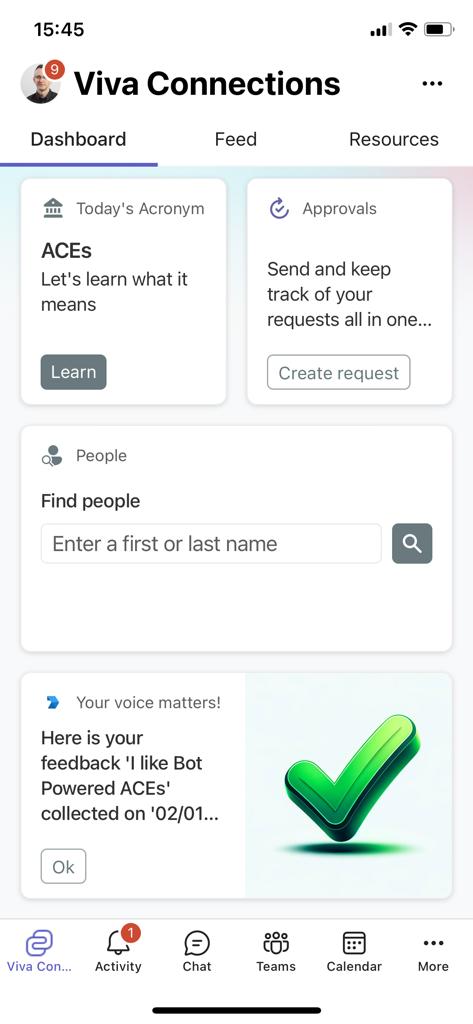 15:45
9
Viva Connections
Dashboard
Feed
Resources
Today's Acronym
ACEs
Let's learn what it
means
Learn
Approvals
Send and keep
track of your
requests all in one...
Create request
People
Find people
Enter a first or last name
Your voice matters!
Here is your
feedback 'I like Bot
Powered ACEs'
collected on '02/01...
Ok
Viva Con...
1
Activity
Chat
Teams
Calendar
More